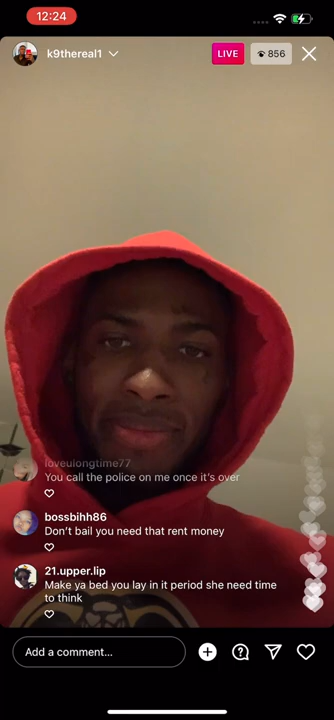 12:24
k9thereal1
LIVE
856
loveulongtime77
You call the police on me once it's over
bossbihh86
Don't bail you need that rent money
21.upper.lip
Make ya bed you lay in it period she need time
to think
Add a comment...